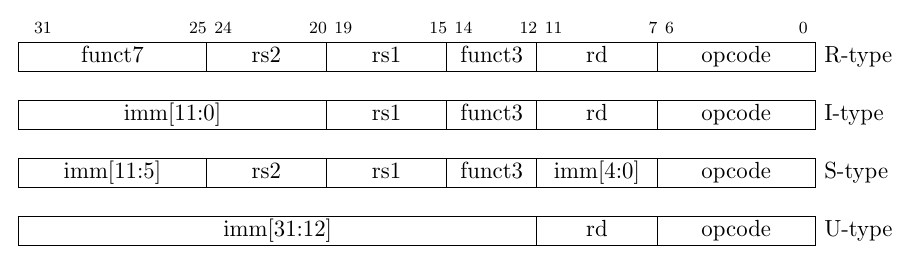 31 25 24 20 19 15 14 12 11 7 6 0
funct7 rs2 rs1 funct3 rd opcode R-type
imm[11:0] rs1 funct3 rd opcode I-type
imm[11:5] rs2 rs1 funct3 imm[4:0] opcode S-type
imm[31:12] rd opcode U-type